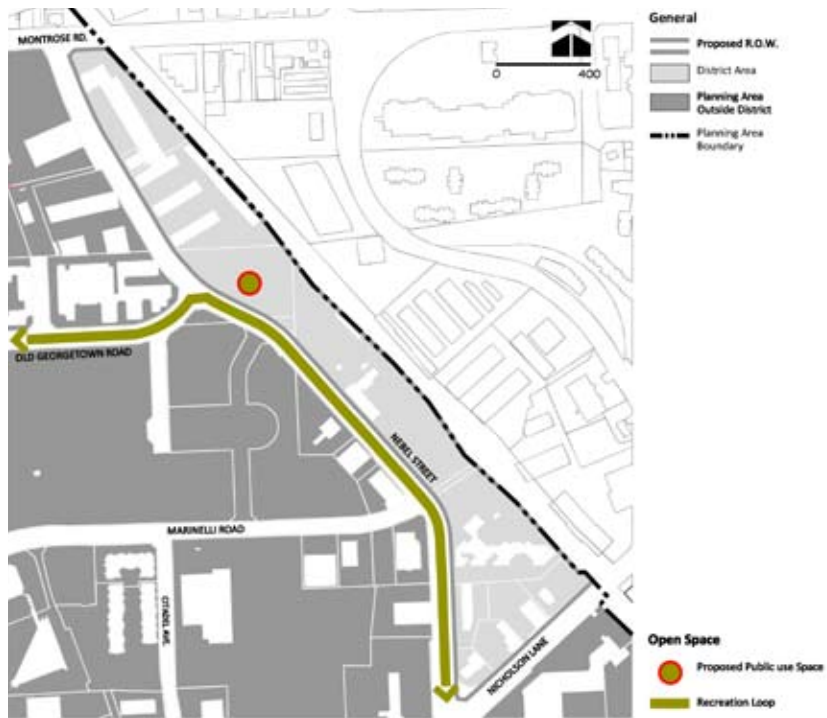 MONTROSE RD.
0
400
OLD GEORGETOWN ROAD
NEBEL STREET
MARINELLI ROAD
CITADEL AVE.
NICHOLSON LANE
General
Proposed R.O.W.
District Area
Planning Area
Outside District
Planning Area
Boundary
Open Space
Proposed Public use Space
Recreation Loop